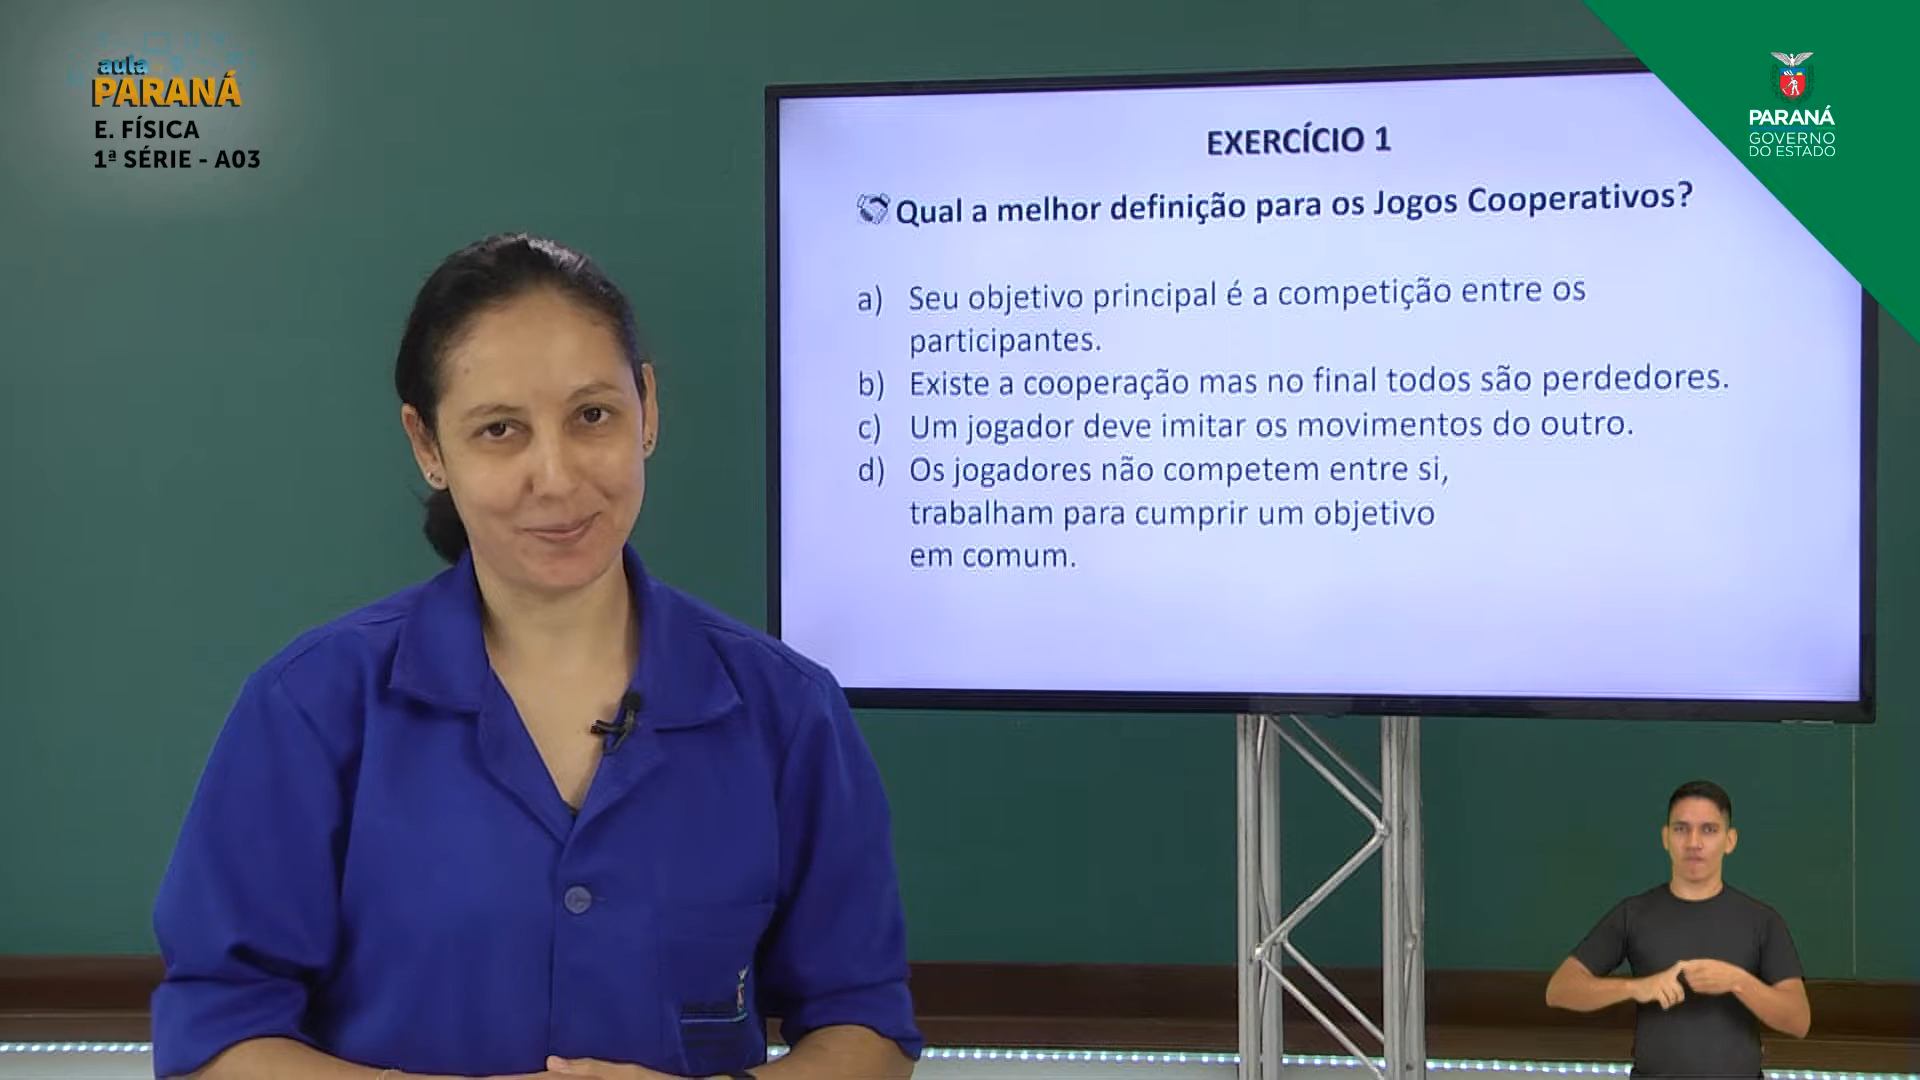 aula
PARANÁ
E. FÍSICA
1ª SÉRIE - A03
PARANÁ
GOVERNO
DO ESTADO
EXERCÍCIO 1
Qual a melhor definição para os Jogos Cooperativos?
a) Seu objetivo principal é a competição entre os
participantes.
b) Existe a cooperação mas no final todos são perdedores.
c) Um jogador deve imitar os movimentos do outro.
d) Os jogadores não competem entre si,
trabalham para cumprir um objetivo
em comum.